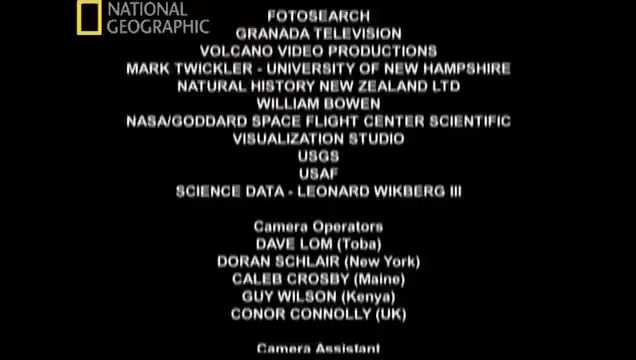 NATIONAL
GEOGRAPHIC
FOTOSEARCH
GRANADA TELEVISION
VOLCANO VIDEO PRODUCTIONS
MARK TWICKLER - UNIVERSITY OF NEW HAMPSHIRE
NATURAL HISTORY NEW ZEALAND LTD
WILLIAM BOWEN
NASA/GODDARD SPACE FLIGHT CENTER SCIENTIFIC
VISUALIZATION STUDIO
USGS
USAF
SCIENCE DATA - LEONARD WIKBERG III
Camera Operators
DAVE LOM (Toba)
DORAN SCHLAIR (New York)
CALEB CROSBY (Maine)
GUY WILSON (Kenya)
CONOR CONNOLLY (UK)
Camera Assistant